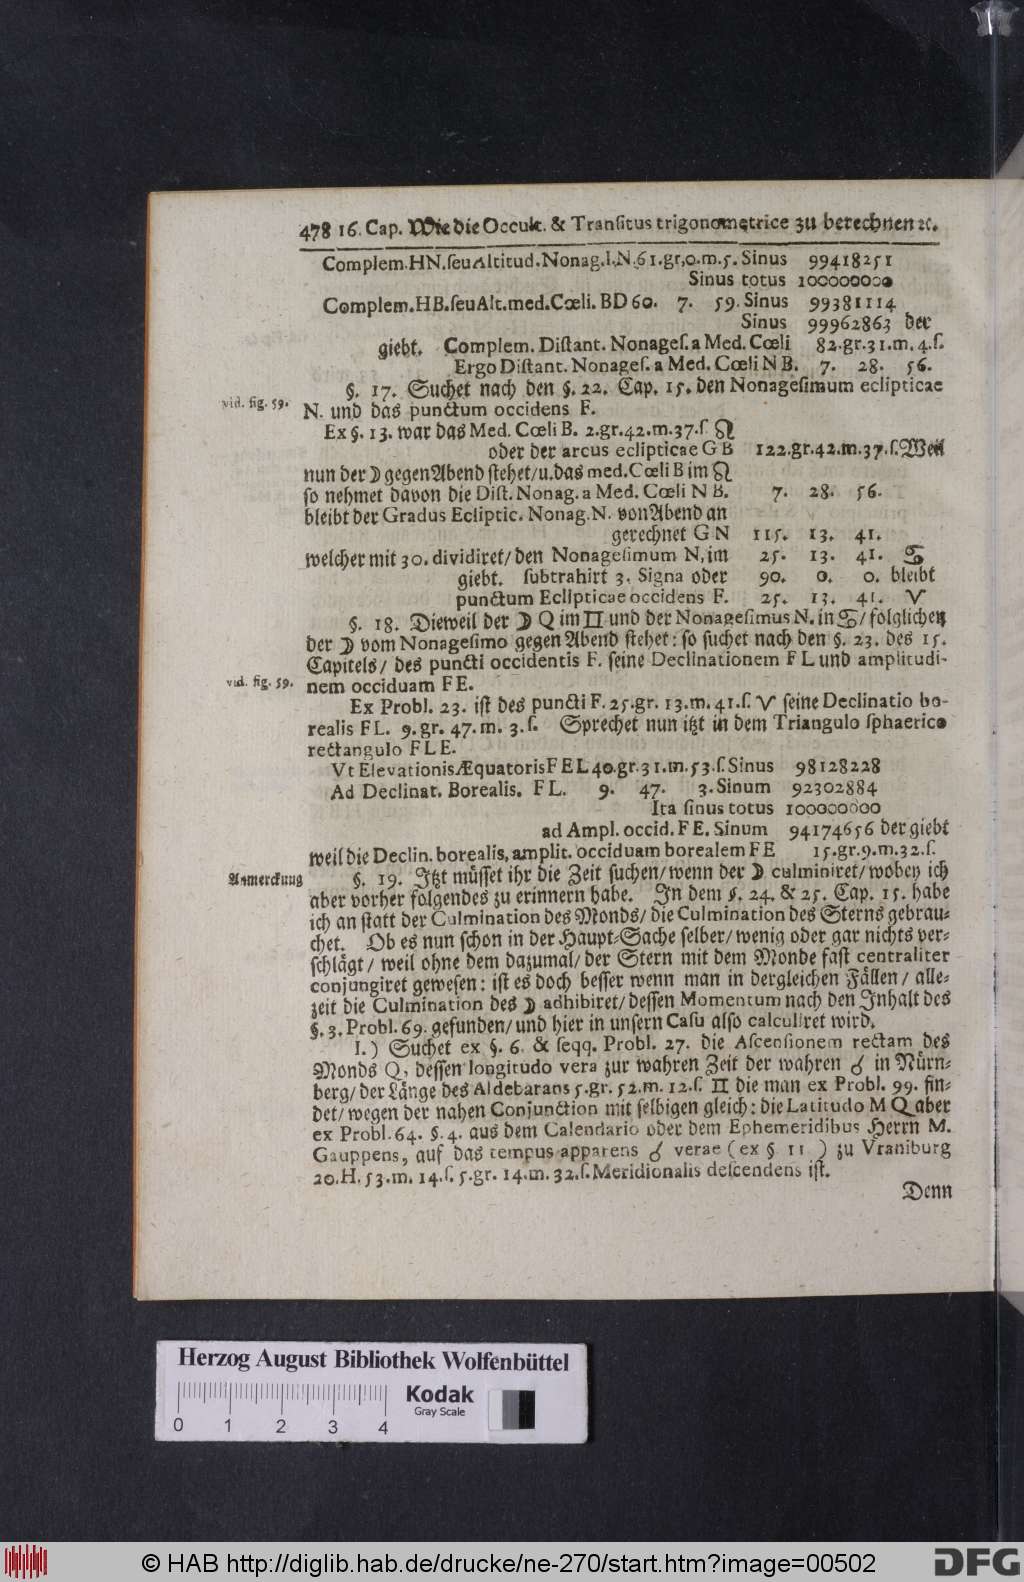 478 16. Cap. Wie die Occult. & Transitus trigonometrice zu berechnen ꝛc.
Complem. HN. seu Altitud. Nonag. I. N. 61. gr, 0. m. 5. Sinus 99418251
Sinus totus 100000000
Complem. HB. seu Alt. med. Cœli. BD 60. 7. 59. Sinus 99381114
Sinus 99962863 der
giebt. Complem. Distant. Nonages. a Med. Cœli 82. gr. 31. m. 4. s.
Ergo Distant. Nonages. a Med. Cœli N B. 7. 28. 56.
§. 17. Suchet nach den §. 22. Cap. 15. den Nonagesimum eclipticae
vid. fig. 59.
N. und das punctum occidens F.
Ex §. 13. war das Med. Cœli B. 2. gr. 42. m. 37. s. ♌
oder der arcus eclipticae G B 122. gr. 42. m. 37. s. Weil
nun der ☽ gegen Abend stehet/ u. das med. Cœli B im ♌
so nehmet davon die Dist. Nonag. a Med. Cœli N B. 7. 28. 56.
bleibt der Gradus Ecliptic. Nonag. N. von Abend an
gerechnet G N 115. 13. 41.
welcher mit 30. dividiret/ den Nonagesimum N, im 25. 13. 41. ♋
giebt. subtrahirt 3. Signa oder 90. 0. 0. bleibt
punctum Eclipticae occidens F. 25. 13. 41. ♈
§. 18. Dieweil der ☽ Q im ♊ und der Nonagesimus N. in ♋/ folglichen
der ☽ vom Nonagesimo gegen Abend stehet: so suchet nach den §. 23. des 15.
Capitels/ des puncti occidentis F. seine Declinationem F L und amplitudi-
vid. fig. 59.
nem occiduam F E.
Ex Probl. 23. ist des puncti F. 25. gr. 13. m. 41. s. ♈ seine Declinatio bo-
realis F L. 9. gr. 47. m. 3. s. Sprechet nun itzt in dem Triangulo sphaerico
rectangulo F L E.
Vt Elevationis Æquatoris F E L 40. gr. 31. m. 53. s. Sinus 98128228
Ad Declinat. Borealis. F L. 9. 47. 3. Sinum 92302884
Ita sinus totus 100000000
ad Ampl. occid. F E. Sinum 94174656 der giebt
weil die Declin. borealis, amplit. occiduam borealem F E 15. gr. 9. m. 32. s.
Anmerckung
§. 19. Itzt müsset ihr die Zeit suchen/ wenn der ☽ culminiret/ wobey ich
aber vorher folgendes zu erinnern habe. In dem §. 24. & 25. Cap. 15. habe
ich an statt der Culmination des Monds/ die Culmination des Sterns gebrau-
chet. Ob es nun schon in der Haupt-Sache selber/ wenig oder gar nichts ver-
schlägt/ weil ohne dem dazumal/ der Stern mit dem Monde fast centraliter
conjungiret gewesen: ist es doch besser wenn man in dergleichen Fällen/ alle-
zeit die Culmination des ☽ adhibiret/ dessen Momentum nach den Inhalt des
§. 3. Probl. 69. gefunden/ und hier in unsern Casu also calculiret wird.
I.) Suchet ex §. 6. & seqq. Probl. 27. die Ascensionem rectam des
Monds Q, dessen longitudo vera zur wahren Zeit der wahren ☌ in Nürn-
berg/ der Länge des Aldebarans 5. gr. 52. m. 12. s. ♊ die man ex Probl. 99. fin-
det/ wegen der nahen Conjunction mit selbigen gleich: die Latitudo M Q aber
ex Probl. 64. §. 4. aus dem Calendario oder dem Ephemeridibus Herrn M.
Gauppens, auf das tempus apparens ☌ verae (ex § 11.) zu Vraniburg
20. H. 53. m. 14. s. 5. gr. 14. m. 32. s. Meridionalis descendens ist.
Denn
Herzog August Bibliothek Wolfenbüttel
Kodak
Gray Scale
0 1 2 3 4
© HAB http://diglib.hab.de/drucke/ne-270/start.htm?image=00502
DFG